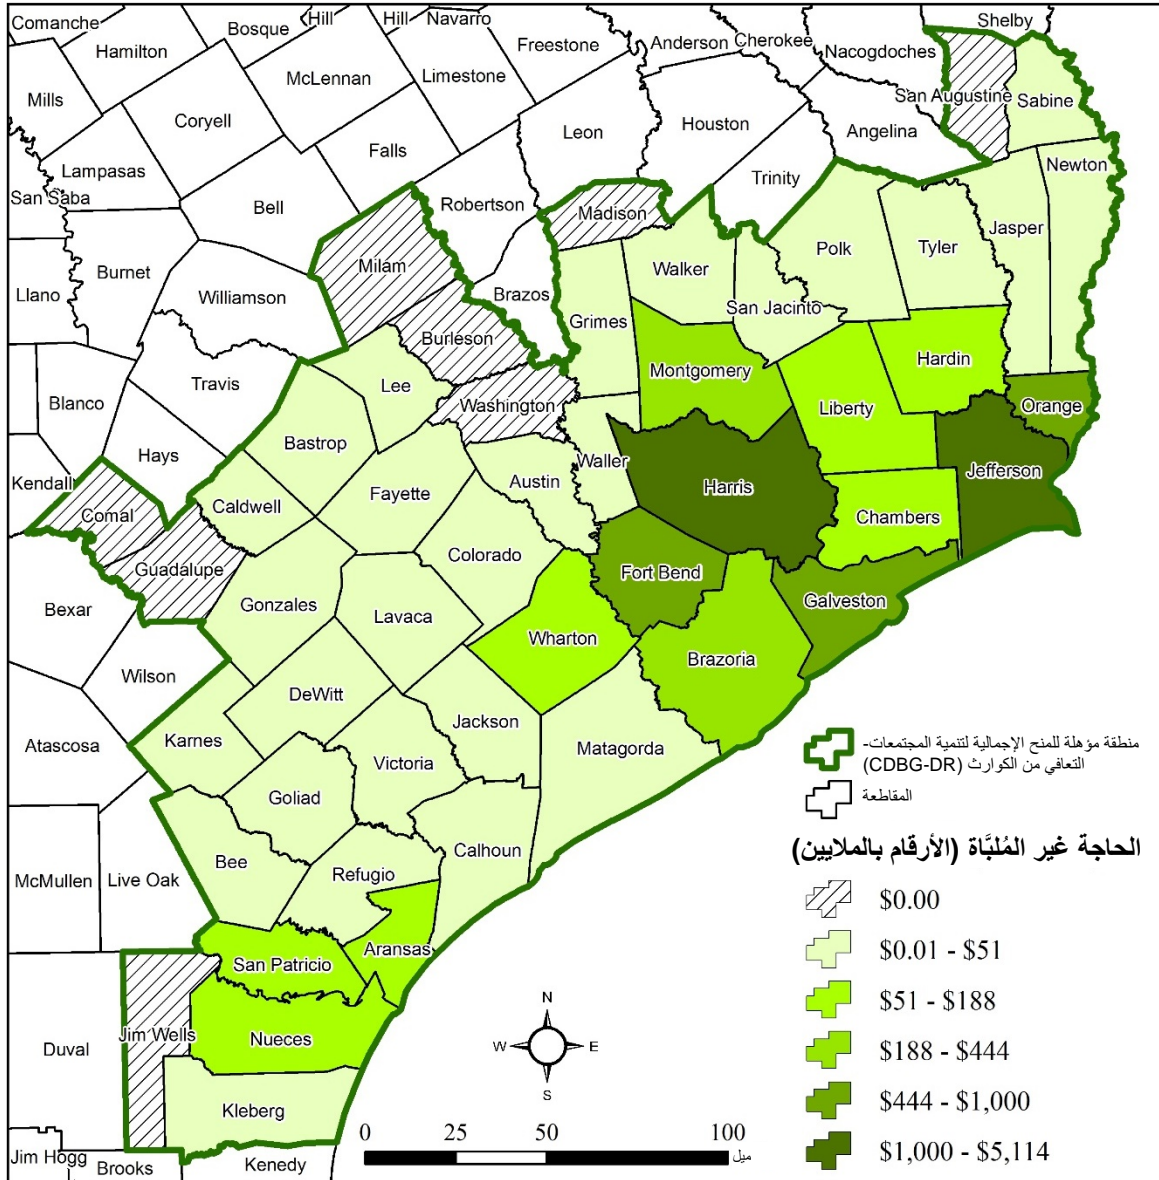 Comanche
Hill
Hill
Navarro
Shelby
Hamilton
Bosque
Freestone
Anderson
Cherokee
Nacogdoches
McLennan
Limestone
Mills
San Augustine
Sabine
Coryell
Leon
Houston
Angelina
Falls
Lampasas
Newton
Trinity
San Saba
Bell
Robertson
Madison
Jasper
Burnet
Milam
Walker
Polk
Tyler
Llano
Williamson
Brazos
San Jacinto
Grimes
Burleson
Hardin
Montgomery
Travis
Lee
Blanco
Washington
Liberty
Orange
Bastrop
Hays
Waller
Jefferson
Kendall
Austin
Fayette
Harris
Caldwell
Comal
Chambers
Colorado
Guadalupe
Fort Bend
Bexar
Gonzales
Galveston
Lavaca
Wharton
Brazoria
Wilson
DeWitt
Jackson
Karnes
Atascosa
Matagorda
Victoria
Goliad
Calhoun
Bee
Refugio
McMullen
Live Oak
Aransas
San Patricio
Jim Wells
Nueces
Duval
Kleberg
Jim Hogg
Brooks
Kenedy
N
W
E
S
0
25
50
100
ميل
منطقة مؤهلة للمنح الإجمالية لتنمية المجتمعات-
التعافي من الكوارث (CDBG-DR)
المقاطعة
الحاجة غير المُلبَّاة (الأرقام بالملايين)
$0.00
$0.01 - $51
$51 - $188
$188 - $444
$444 - $1,000
$1,000 - $5,114